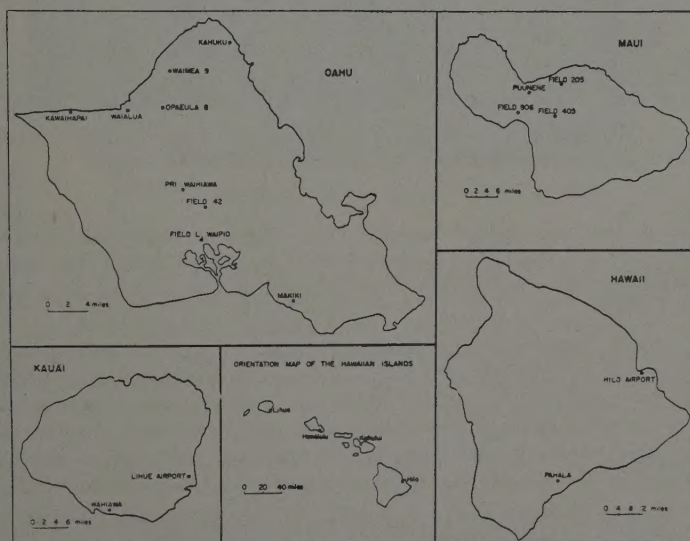 KAHUKU
OAHU
WAIMEA 9
OPAEULA 8
KAWAIHAPAI
WAIALUA
PRI WAHIAWA
FIELD 42
FIELD L WAIPIO
MAKIKI
0 2 4 miles
MAUI
FIELD 205
PUUNENE
FIELD 906
FIELD 405
0 2 4 6 miles
KAUAI
LIHUE AIRPORT
WAHIAWA
0 2 4 6 miles
ORIENTATION MAP OF THE HAWAIIAN ISLANDS
Lihue
Honolulu
Kahului
Hilo
0 20 40 miles
HAWAII
HILO AIRPORT
PAHALA
0 4 8 2 miles